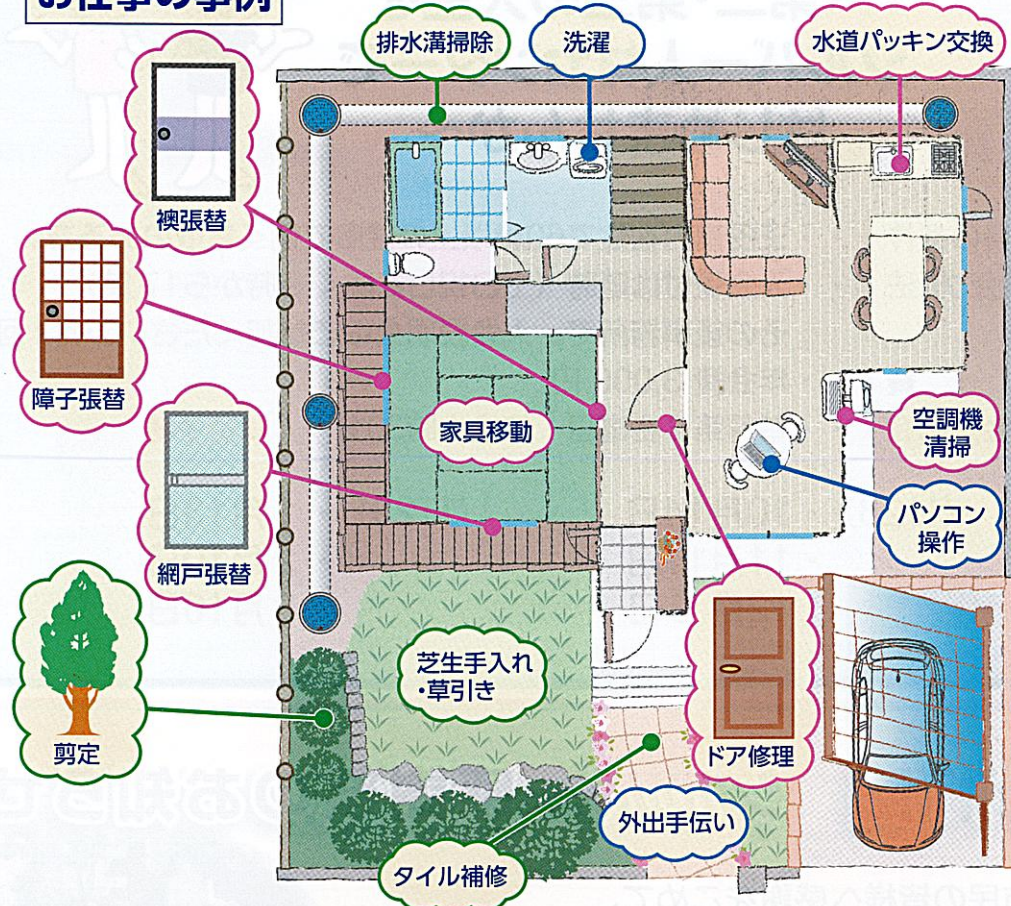 お仕事の事例
排水溝掃除
洗濯
水道パッキン交換
襖張替
障子張替
家具移動
空調機
清掃
パソコン
操作
網戸張替
芝生手入れ
・草引き
剪定
ドア修理
外出手伝い
タイル補修